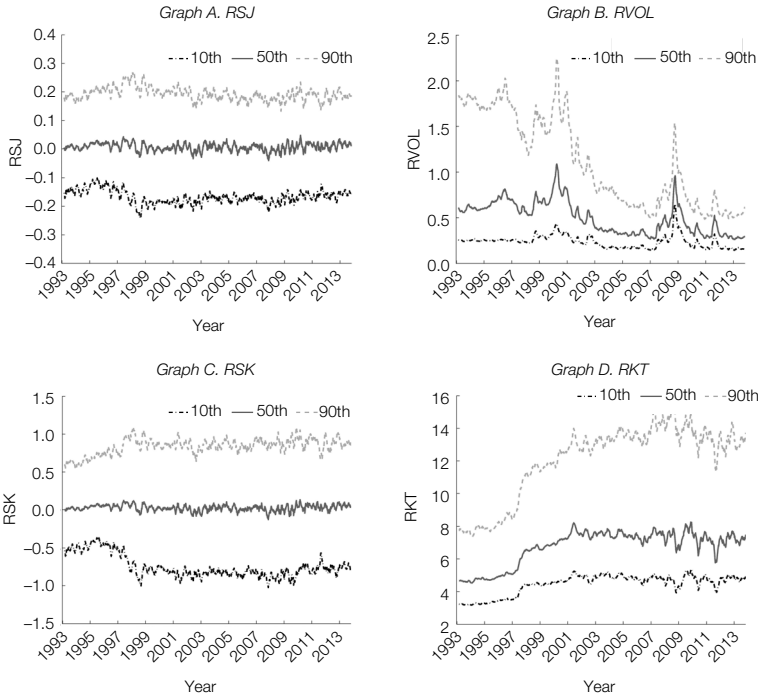 Graph A. RSJ
0.4
0.3
0.2
0.1
0.0
−0.1
−0.2
−0.3
−0.4
RSJ
10th 50th 90th
1993 1995 1997 1999 2001 2003 2005 2007 2009 2011 2013
Year
Graph B. RVOL
2.5
2.0
1.5
1.0
0.5
0.0
RVOL
10th 50th 90th
1993 1995 1997 1999 2001 2003 2005 2007 2009 2011 2013
Year
Graph C. RSK
1.5
1.0
0.5
0.0
−0.5
−1.0
−1.5
RSK
10th 50th 90th
1993 1995 1997 1999 2001 2003 2005 2007 2009 2011 2013
Year
Graph D. RKT
16
14
12
10
8
6
4
2
RKT
10th 50th 90th
1993 1995 1997 1999 2001 2003 2005 2007 2009 2011 2013
Year